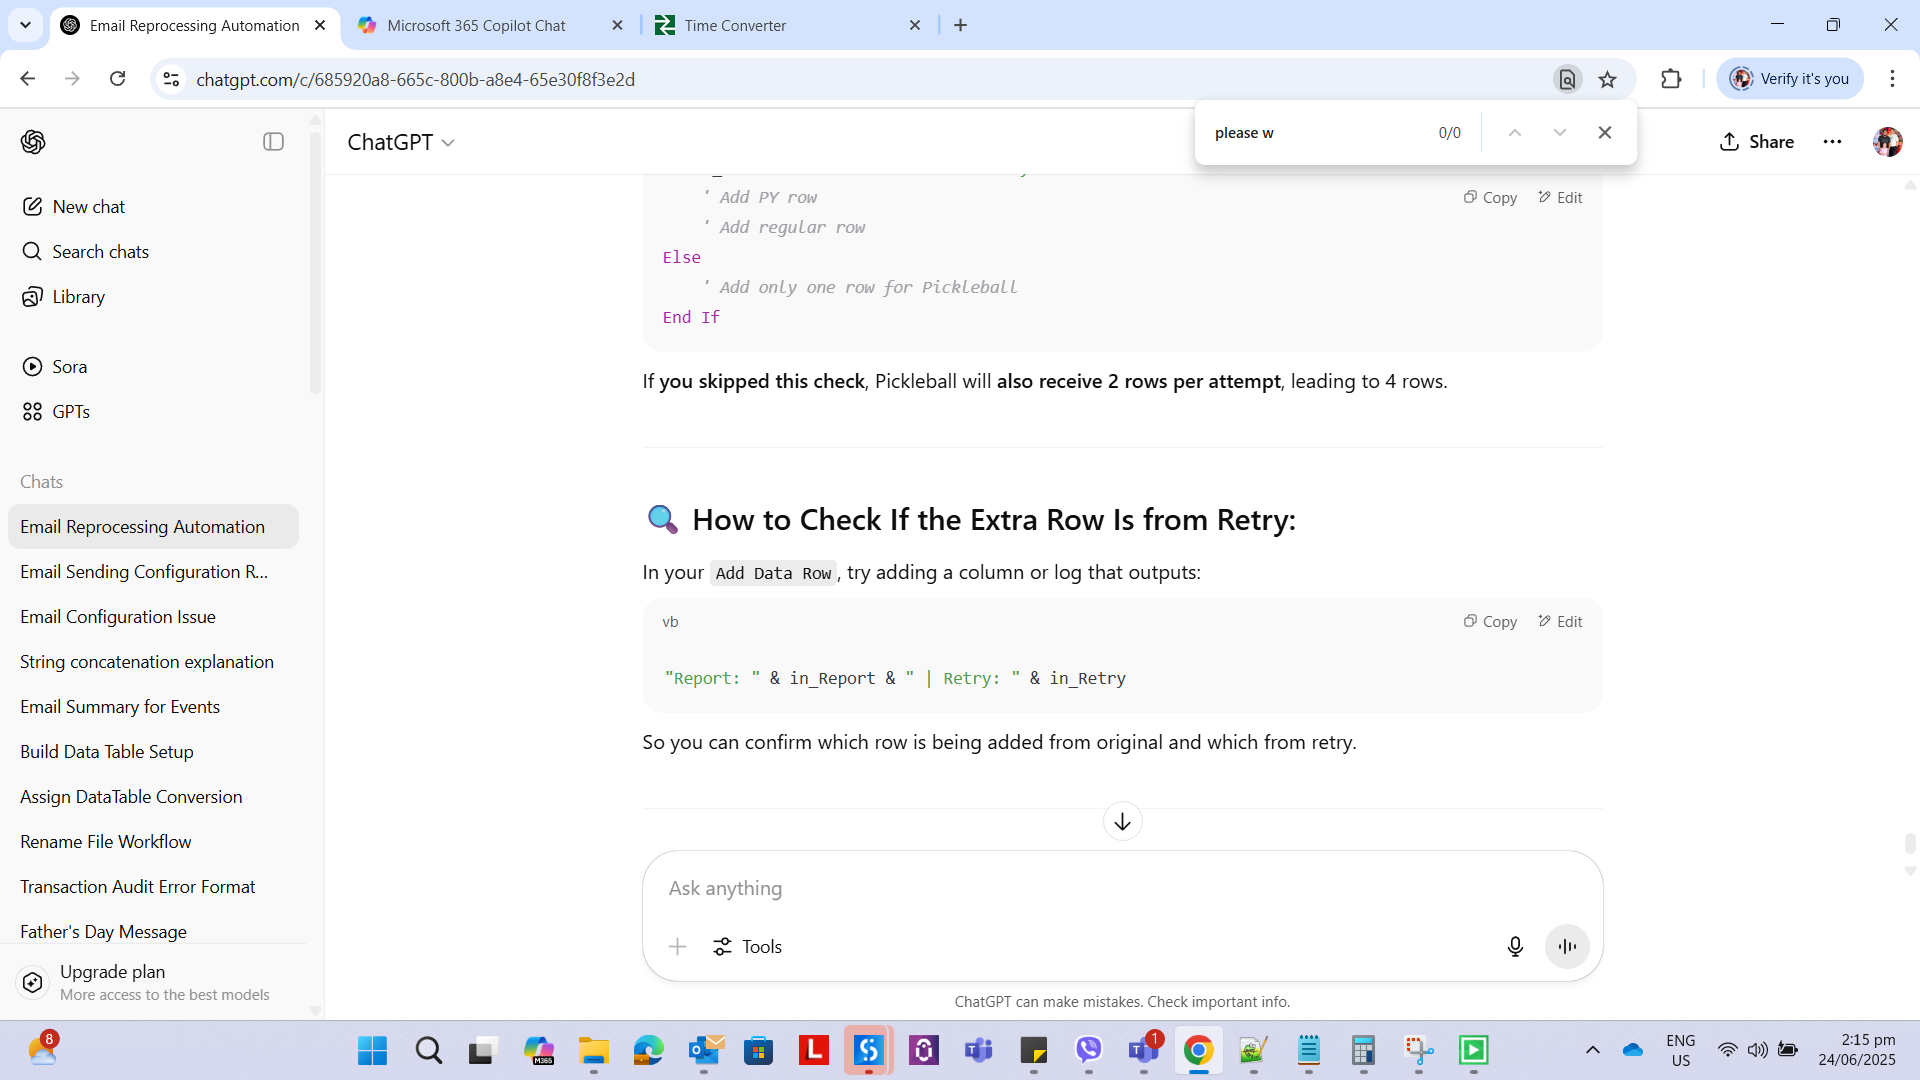 Email Reprocessing Automation
Microsoft 365 Copilot Chat
Time Converter
chatgpt.com/c/685920a8-665c-800b-a8e4-65e30f8f3e2d
Verify it's you
please w
0/0
ChatGPT
Share
New chat
Search chats
Library
Sora
GPTs
Chats
Email Reprocessing Automation
Email Sending Configuration R...
Email Configuration Issue
String concatenation explanation
Email Summary for Events
Build Data Table Setup
Assign DataTable Conversion
Rename File Workflow
Transaction Audit Error Format
Father's Day Message
Upgrade plan
More access to the best models
' Add PY row
Copy
Edit
' Add regular row
Else
' Add only one row for Pickleball
End If
If you skipped this check, Pickleball will also receive 2 rows per attempt, leading to 4 rows.
How to Check If the Extra Row Is from Retry:
In your Add Data Row, try adding a column or log that outputs:
vb
Copy
Edit
"Report: " & in_Report & " | Retry: " & in_Retry
So you can confirm which row is being added from original and which from retry.
Ask anything
Tools
ChatGPT can make mistakes. Check important info.
8
M365
L
1
ENG
US
2:15 pm
24/06/2025